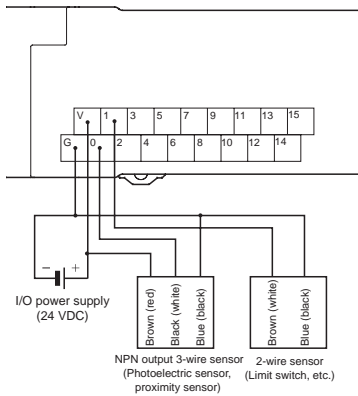 V 1 3 5 7 9 11 13 15
G 0 2 4 6 8 10 12 14
− +
I/O power supply
(24 VDC)
Brown (red)
Black (white)
Blue (black)
Brown (white)
Blue (black)
NPN output 3-wire sensor
(Photoelectric sensor,
proximity sensor)
2-wire sensor
(Limit switch, etc.)